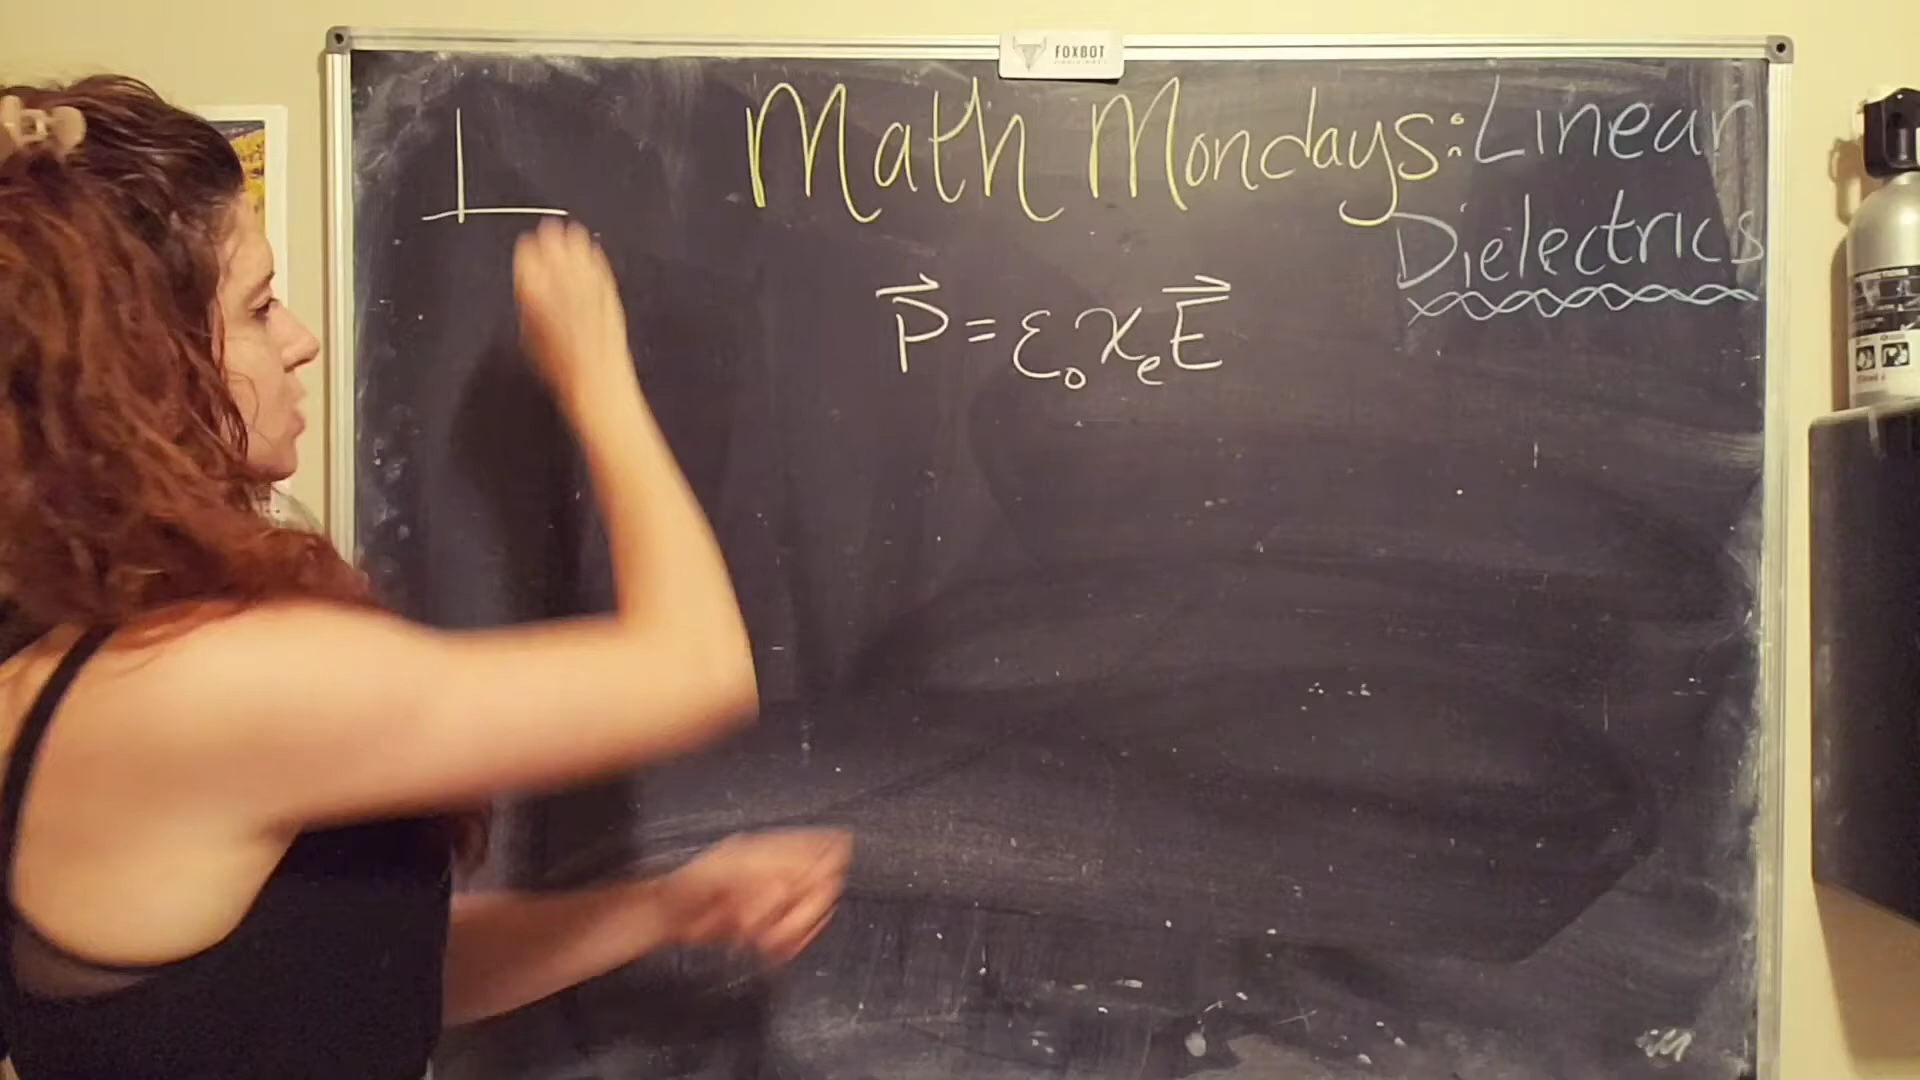 FOXBOT
Math Mondays: Linear
Dielectrics
P⃗ = ε₀χₑE⃗